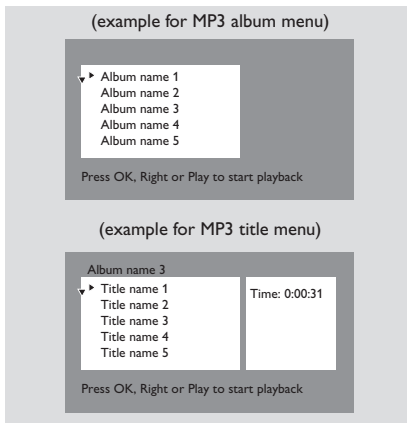 (example for MP3 album menu)
Album name 1
Album name 2
Album name 3
Album name 4
Album name 5
Press OK, Right or Play to start playback
(example for MP3 title menu)
Album name 3
Title name 1
Time: 0:00:31
Title name 2
Title name 3
Title name 4
Title name 5
Press OK, Right or Play to start playback